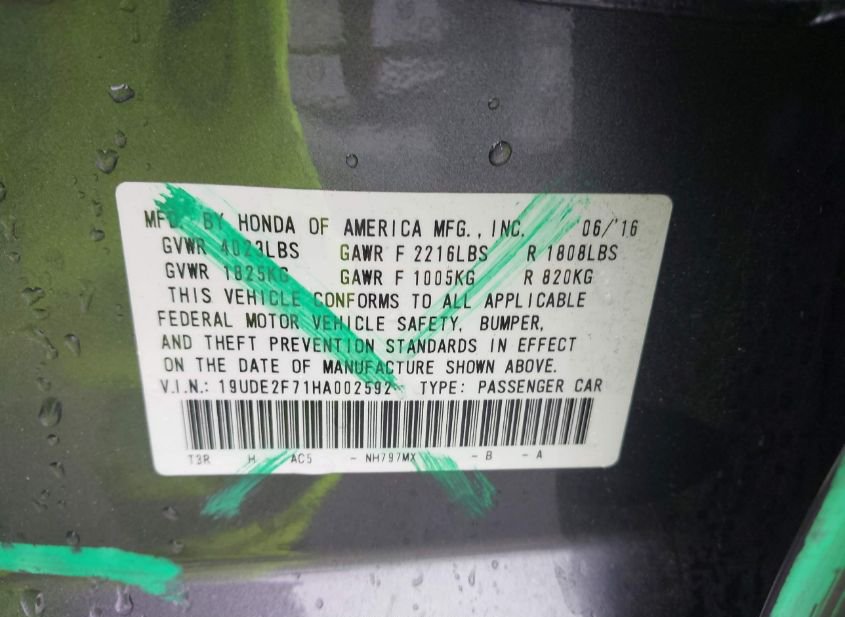 MFD. BY HONDA OF AMERICA MFG., INC. 06/'16
GVWR 4023LBS GAWR F 2216LBS R 1808LBS
GVWR 1825KG GAWR F 1005KG R 820KG
THIS VEHICLE CONFORMS TO ALL APPLICABLE
FEDERAL MOTOR VEHICLE SAFETY, BUMPER,
AND THEFT PREVENTION STANDARDS IN EFFECT
ON THE DATE OF MANUFACTURE SHOWN ABOVE.
V.I.N.: 19UDE2F71HA002592 TYPE: PASSENGER CAR
T3R H AC5 - NH797MX - B - A